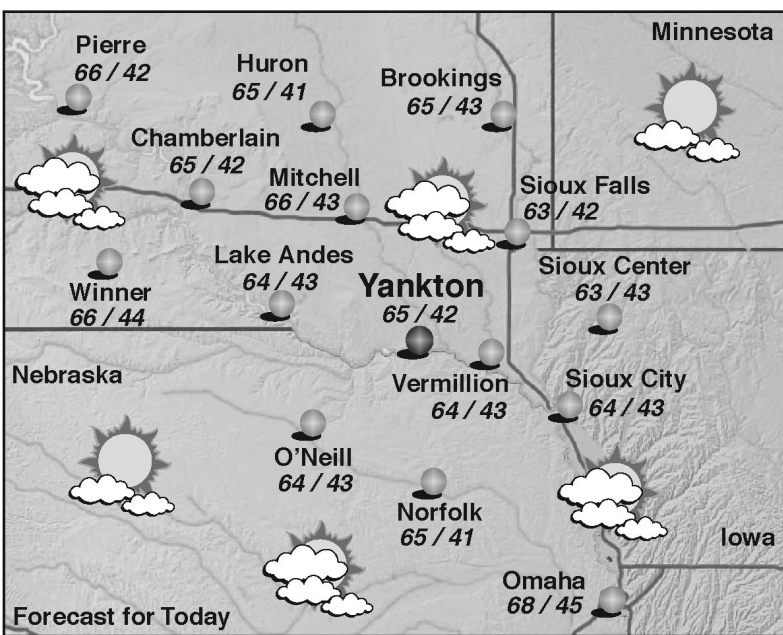 Minnesota
Pierre
66 / 42
Huron
65 / 41
Brookings
65 / 43
Chamberlain
65 / 42
Mitchell
66 / 43
Sioux Falls
63 / 42
Winner
66 / 44
Lake Andes
64 / 43
Yankton
65 / 42
Sioux Center
63 / 43
Nebraska
Vermillion
64 / 43
Sioux City
64 / 43
O'Neill
64 / 43
Norfolk
65 / 41
Iowa
Omaha
68 / 45
Forecast for Today